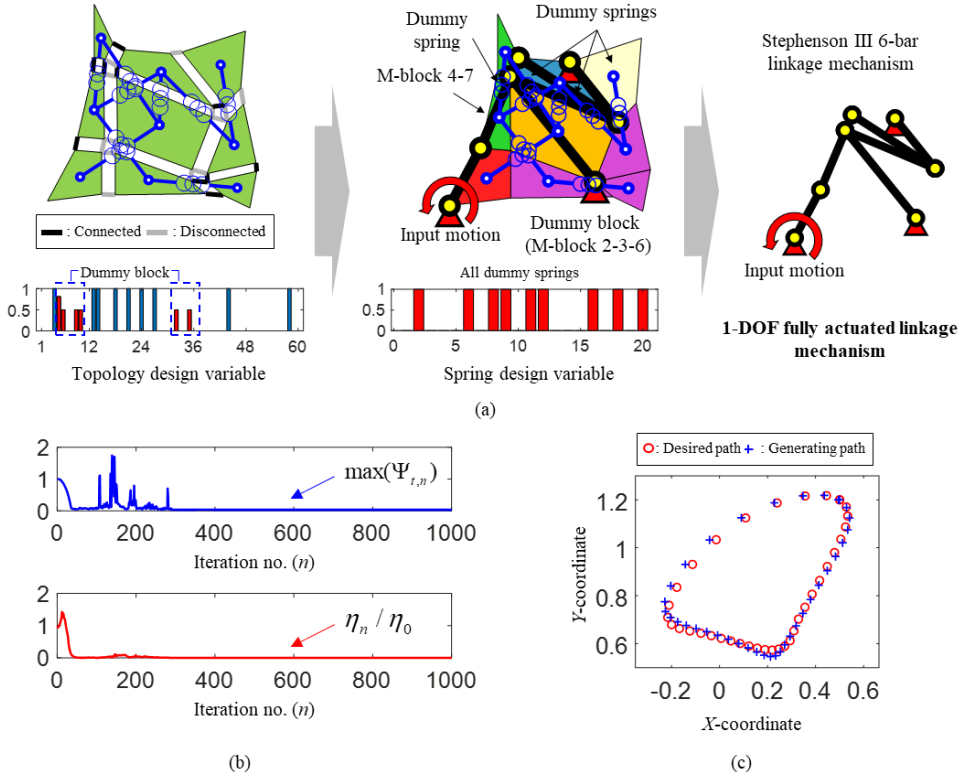 Dummy springs
Dummy
spring
M-block 4-7
Stephenson III 6-bar
linkage mechanism
Input motion
Dummy block
(M-block 2-3-6)
Input motion
: Connected : Disconnected
Dummy block
1
0.5
0
1 12 24 36 48 60
Topology design variable
All dummy springs
1
0.5
0
0 5 10 15 20
Spring design variable
1-DOF fully actuated linkage
mechanism
(a)
2
1
0
max(Ψt,n)
0 200 400 600 800 1000
Iteration no. (n)
2
1
0
ηn / η0
0 200 400 600 800 1000
Iteration no. (n)
(b)
: Desired path : Generating path
1.2
1
0.8
0.6
Y-coordinate
-0.2 0 0.2 0.4 0.6
X-coordinate
(c)